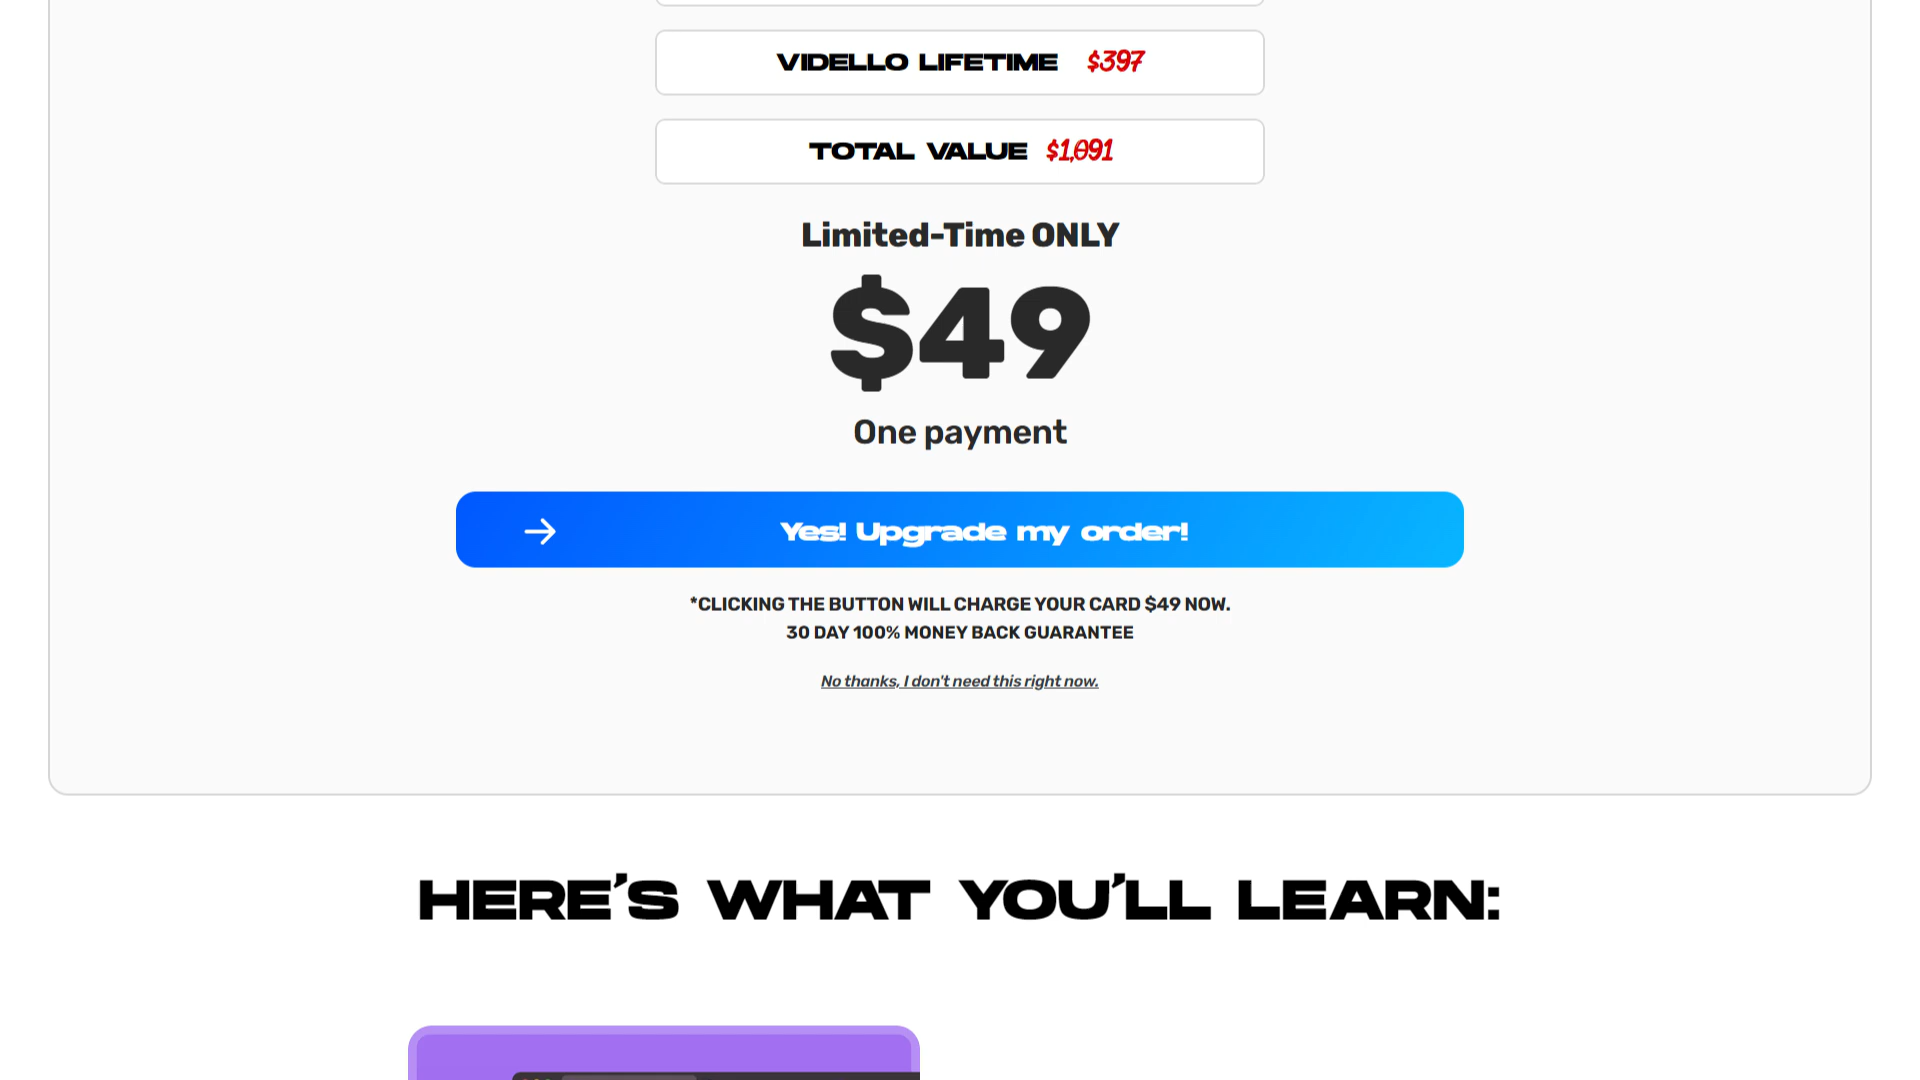 VIDELLO LIFETIME $397
TOTAL VALUE $1,091
Limited-Time ONLY
$49
One payment
Yes! Upgrade my order!
*CLICKING THE BUTTON WILL CHARGE YOUR CARD $49 NOW.
30 DAY 100% MONEY BACK GUARANTEE
No thanks, I don't need this right now.
HERE'S WHAT YOU'LL LEARN: